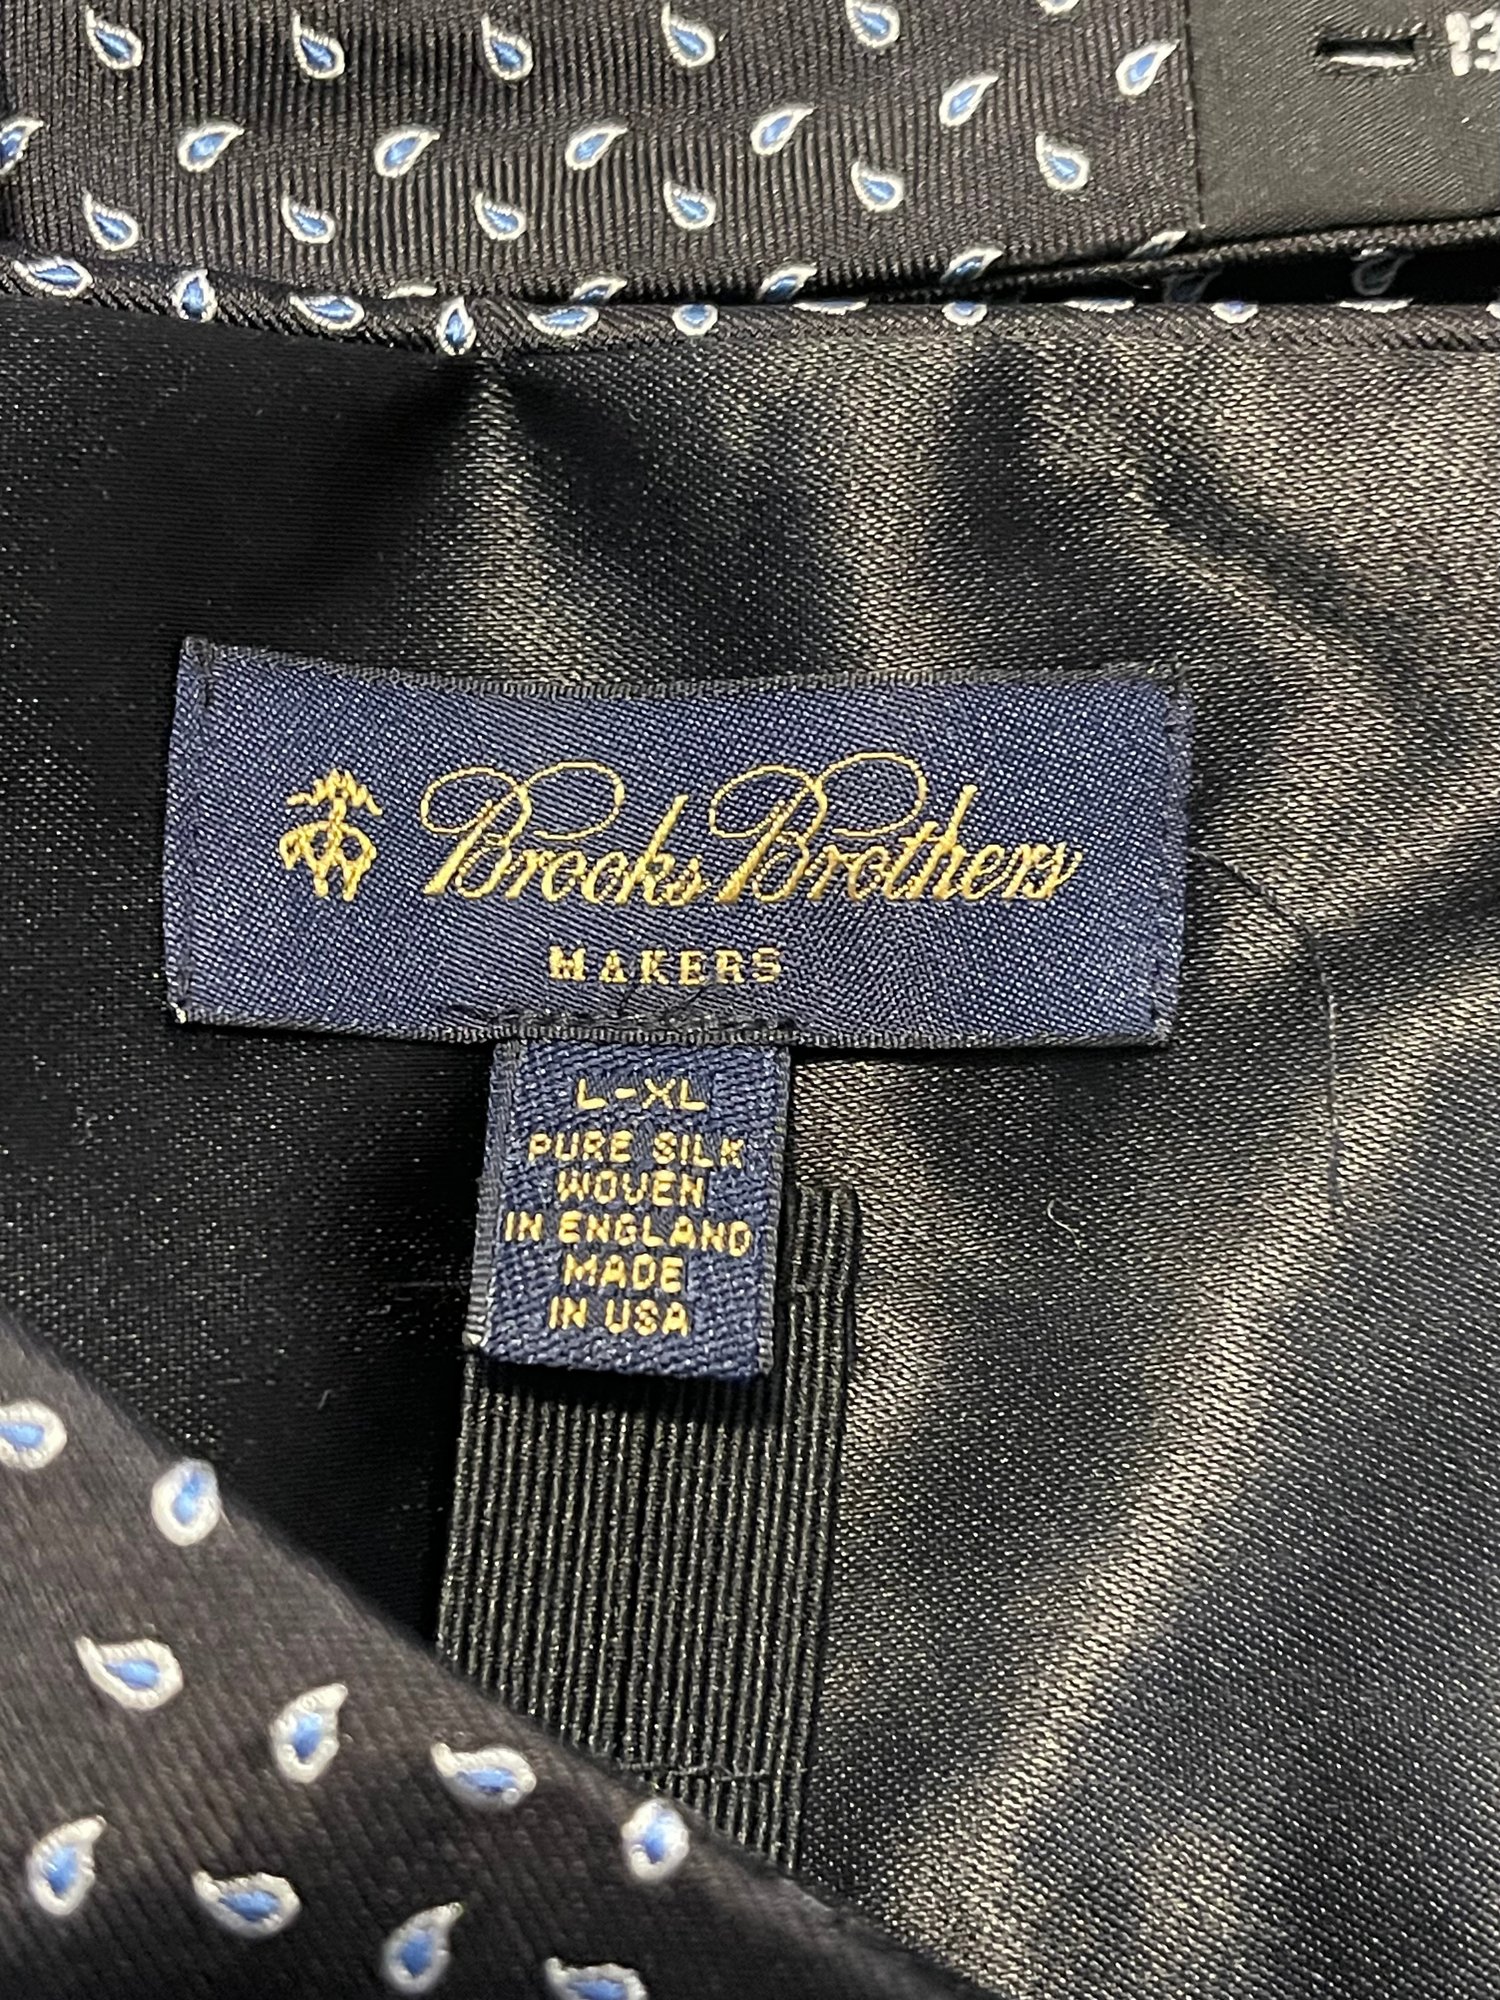 Brooks Brothers
MAKERS
L-XL
PURE SILK
WOVEN
IN ENGLAND
MADE
IN USA